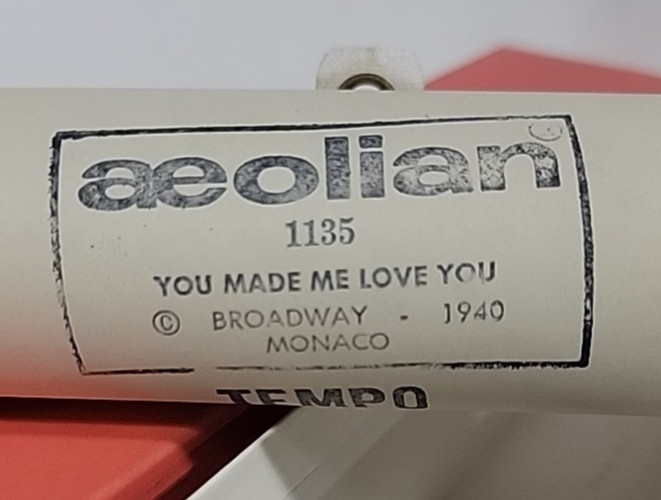 aeolian
1135
YOU MADE ME LOVE YOU
© BROADWAY - 1940
MONACO
TEMPO